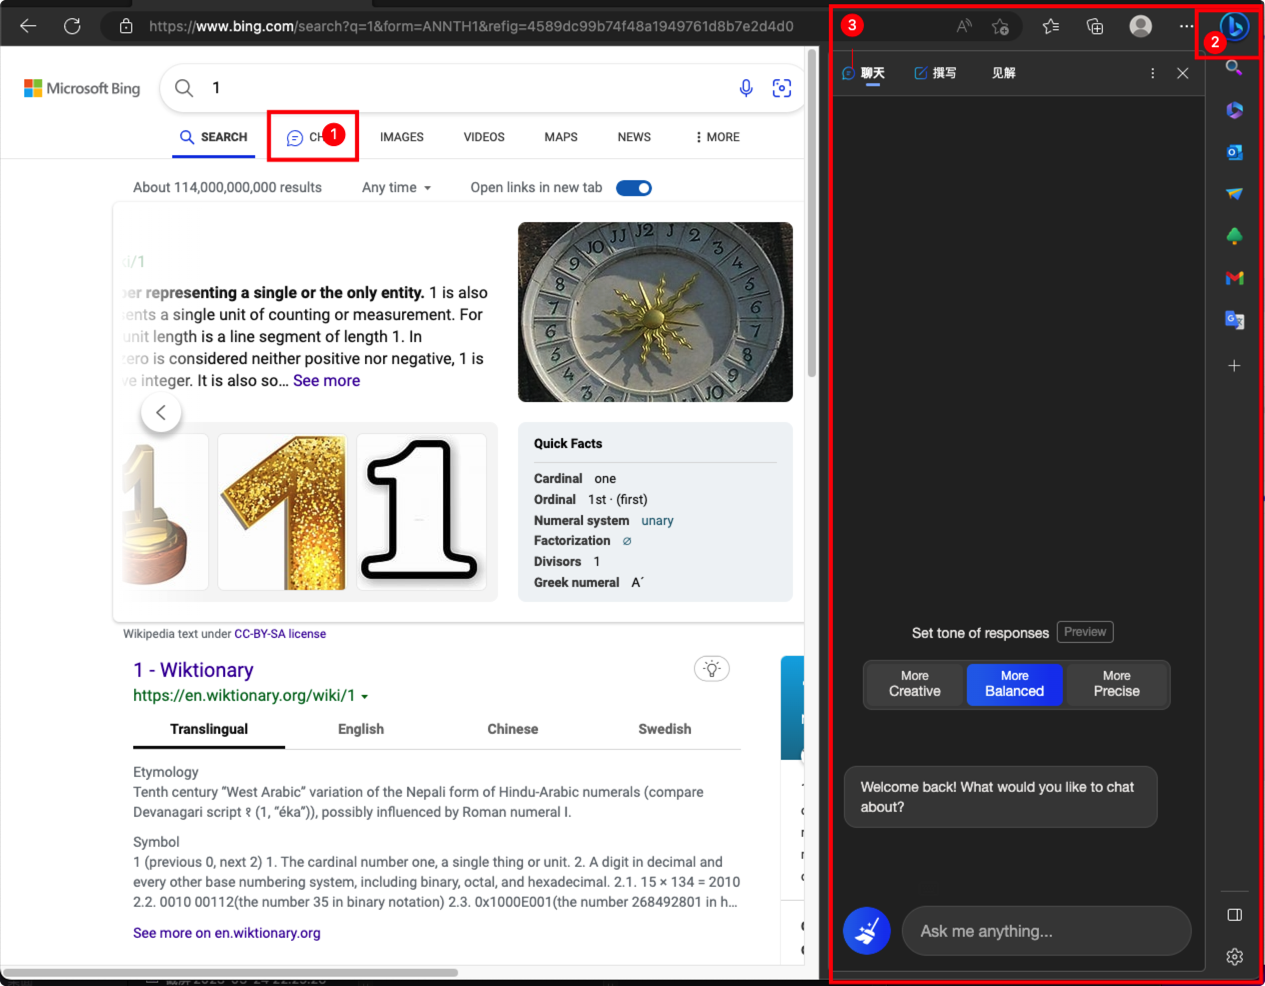 https://www.bing.com/search?q=1&form=ANNTH1&refig=4589dc99b74f48a1949761d8b7e2d4d0
3
2
聊天
撰写
见解
Microsoft Bing
1
SEARCH
1
IMAGES
VIDEOS
MAPS
NEWS
MORE
About 114,000,000,000 results
Any time
Open links in new tab
ki/1
per representing a single or the only entity. 1 is also
ents a single unit of counting or measurement. For
unit length is a line segment of length 1. In
zero is considered neither positive nor negative, 1 is
ve integer. It is also so… See more
Quick Facts
Cardinal one
Ordinal 1st · (first)
Numeral system unary
Factorization ∅
Divisors 1
Greek numeral Α´
Wikipedia text under CC-BY-SA license
1 - Wiktionary
https://en.wiktionary.org/wiki/1
Translingual
English
Chinese
Swedish
Etymology
Tenth century “West Arabic” variation of the Nepali form of Hindu-Arabic numerals (compare
Devanagari script १ (1, “éka”)), possibly influenced by Roman numeral I.
Symbol
1 (previous 0, next 2) 1. The cardinal number one, a single thing or unit. 2. A digit in decimal and
every other base numbering system, including binary, octal, and hexadecimal. 2.1. 15 × 134 = 2010
2.2. 0010 00112(the number 35 in binary notation) 2.3. 0x1000E001(the number 268492801 in h…
See more on en.wiktionary.org
Set tone of responses Preview
More
Creative
More
Balanced
More
Precise
Welcome back! What would you like to chat
about?
Ask me anything...